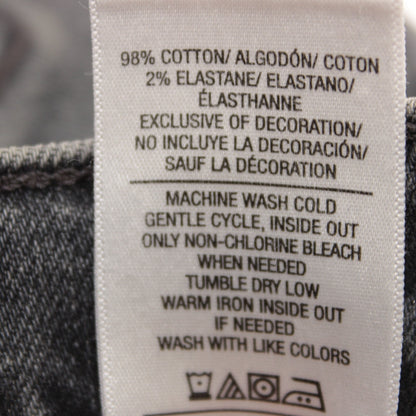 98% COTTON/ ALGODÓN/ COTON
2% ELASTANE/ ELASTANO/
ÉLASTHANNE
EXCLUSIVE OF DECORATION/
NO INCLUYE LA DECORACIÓN/
SAUF LA DÉCORATION
MACHINE WASH COLD
GENTLE CYCLE, INSIDE OUT
ONLY NON-CHLORINE BLEACH
WHEN NEEDED
TUMBLE DRY LOW
WARM IRON INSIDE OUT
IF NEEDED
WASH WITH LIKE COLORS